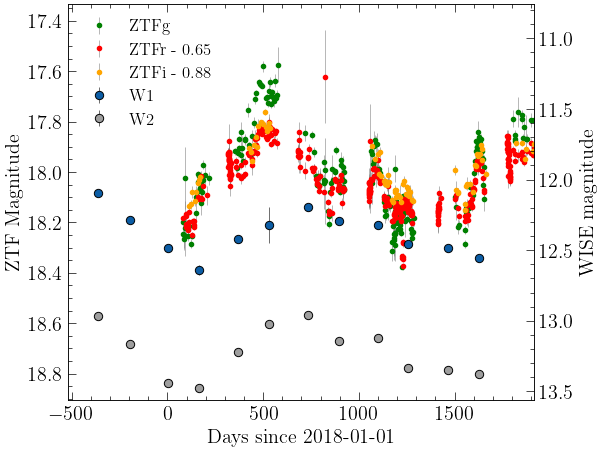 17.4
17.6
17.8
18.0
18.2
18.4
18.6
18.8
ZTF Magnitude
ZTFg
ZTFr - 0.65
ZTFi - 0.88
W1
W2
11.0
11.5
12.0
12.5
13.0
13.5
WISE magnitude
−500 0 500 1000 1500
Days since 2018-01-01